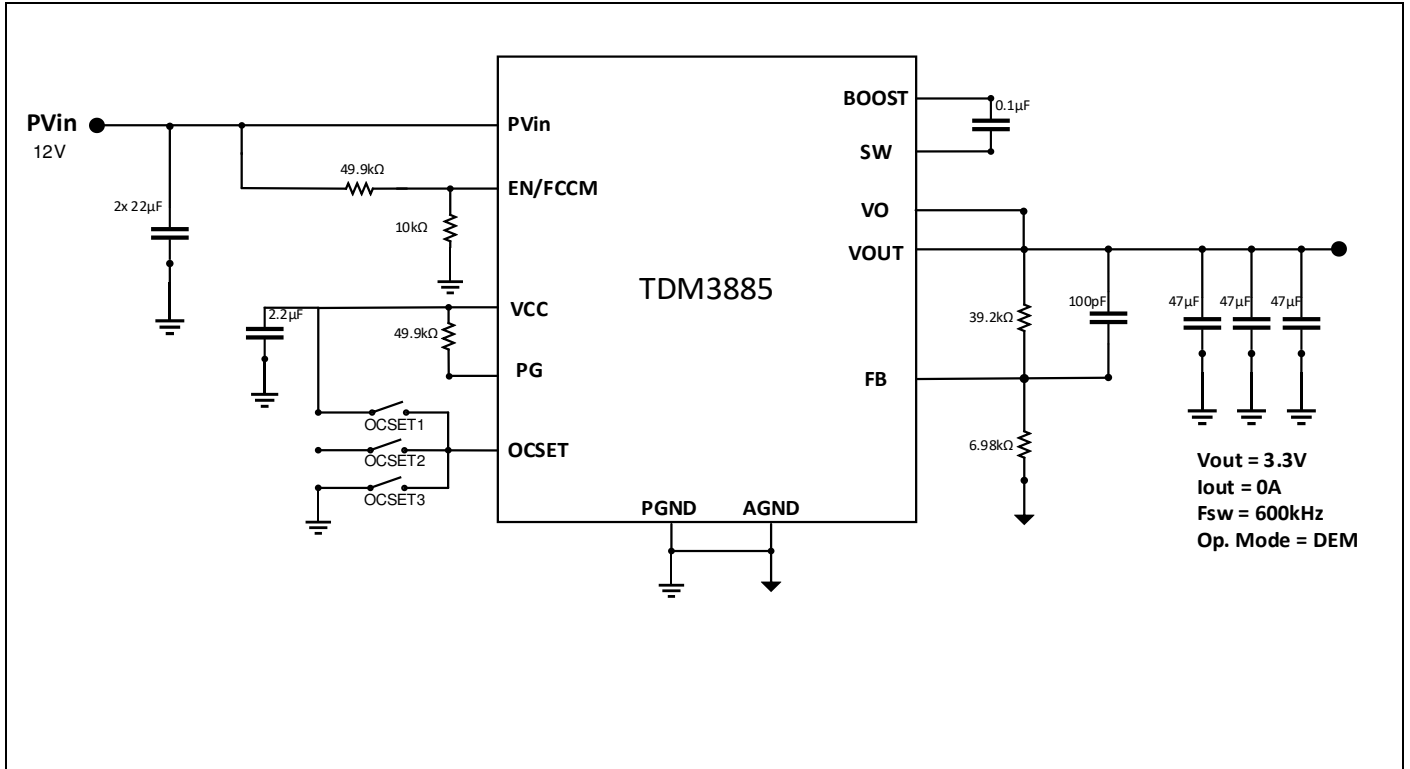 PVin
12V
2x 22µF
49.9kΩ
10kΩ
2.2µF
49.9kΩ
OCSET1
OCSET2
OCSET3
PVin
EN/FCCM
VCC
PG
OCSET
TDM3885
PGND
AGND
BOOST
SW
VO
VOUT
FB
0.1µF
39.2kΩ
100pF
6.98kΩ
47µF
47µF
47µF
Vout = 3.3V
Iout = 0A
Fsw = 600kHz
Op. Mode = DEM